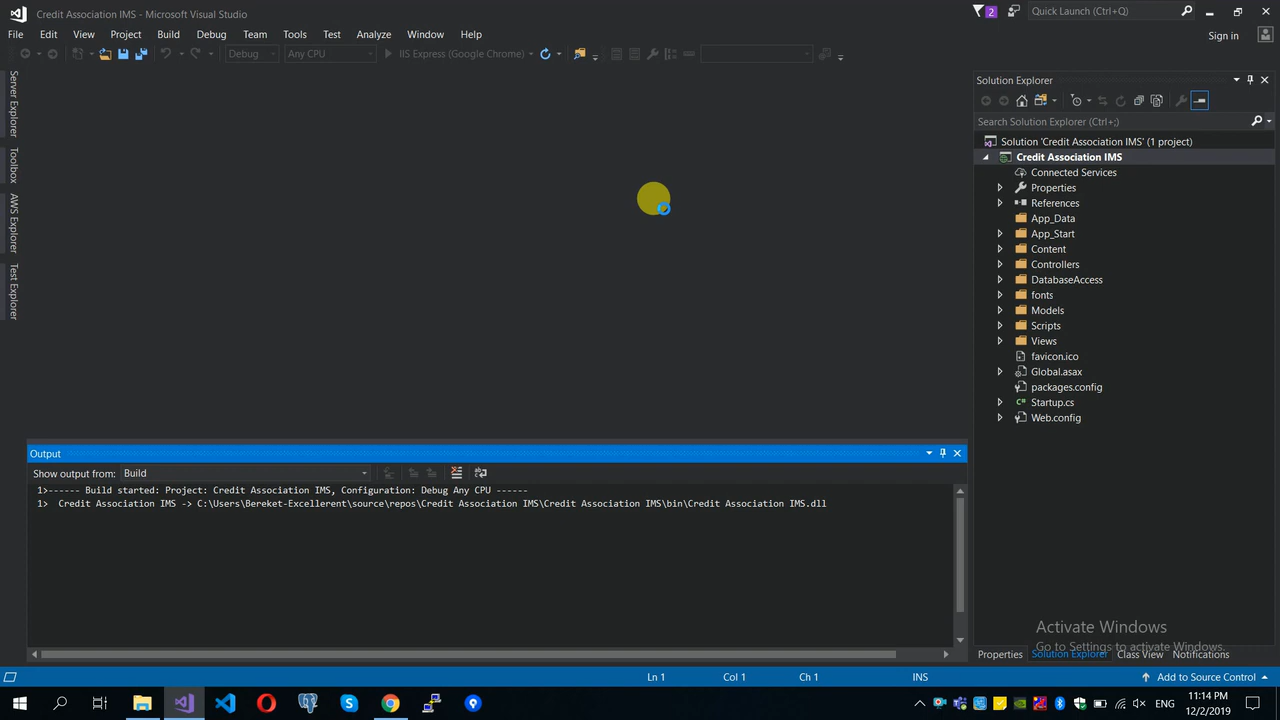 Credit Association IMS - Microsoft Visual Studio
2
Quick Launch (Ctrl+Q)
File Edit View Project Build Debug Team Tools Test Analyze Window Help
Sign in
Debug Any CPU IIS Express (Google Chrome)
Server Explorer
Toolbox
AWS Explorer
Test Explorer
Solution Explorer
Search Solution Explorer (Ctrl+;)
Solution 'Credit Association IMS' (1 project)
Credit Association IMS
Connected Services
Properties
References
App_Data
App_Start
Content
Controllers
DatabaseAccess
fonts
Models
Scripts
Views
favicon.ico
Global.asax
packages.config
C# Startup.cs
Web.config
Output
Show output from: Build
1>------ Build started: Project: Credit Association IMS, Configuration: Debug Any CPU ------
1>  Credit Association IMS -> C:\Users\Bereket-Excellerent\source\repos\Credit Association IMS\Credit Association IMS\bin\Credit Association IMS.dll
Activate Windows
Go to Settings to activate Windows.
Properties Solution Explorer Class View Notifications
Ln 1 Col 1 Ch 1 INS Add to Source Control
ENG 11:14 PM
12/2/2019